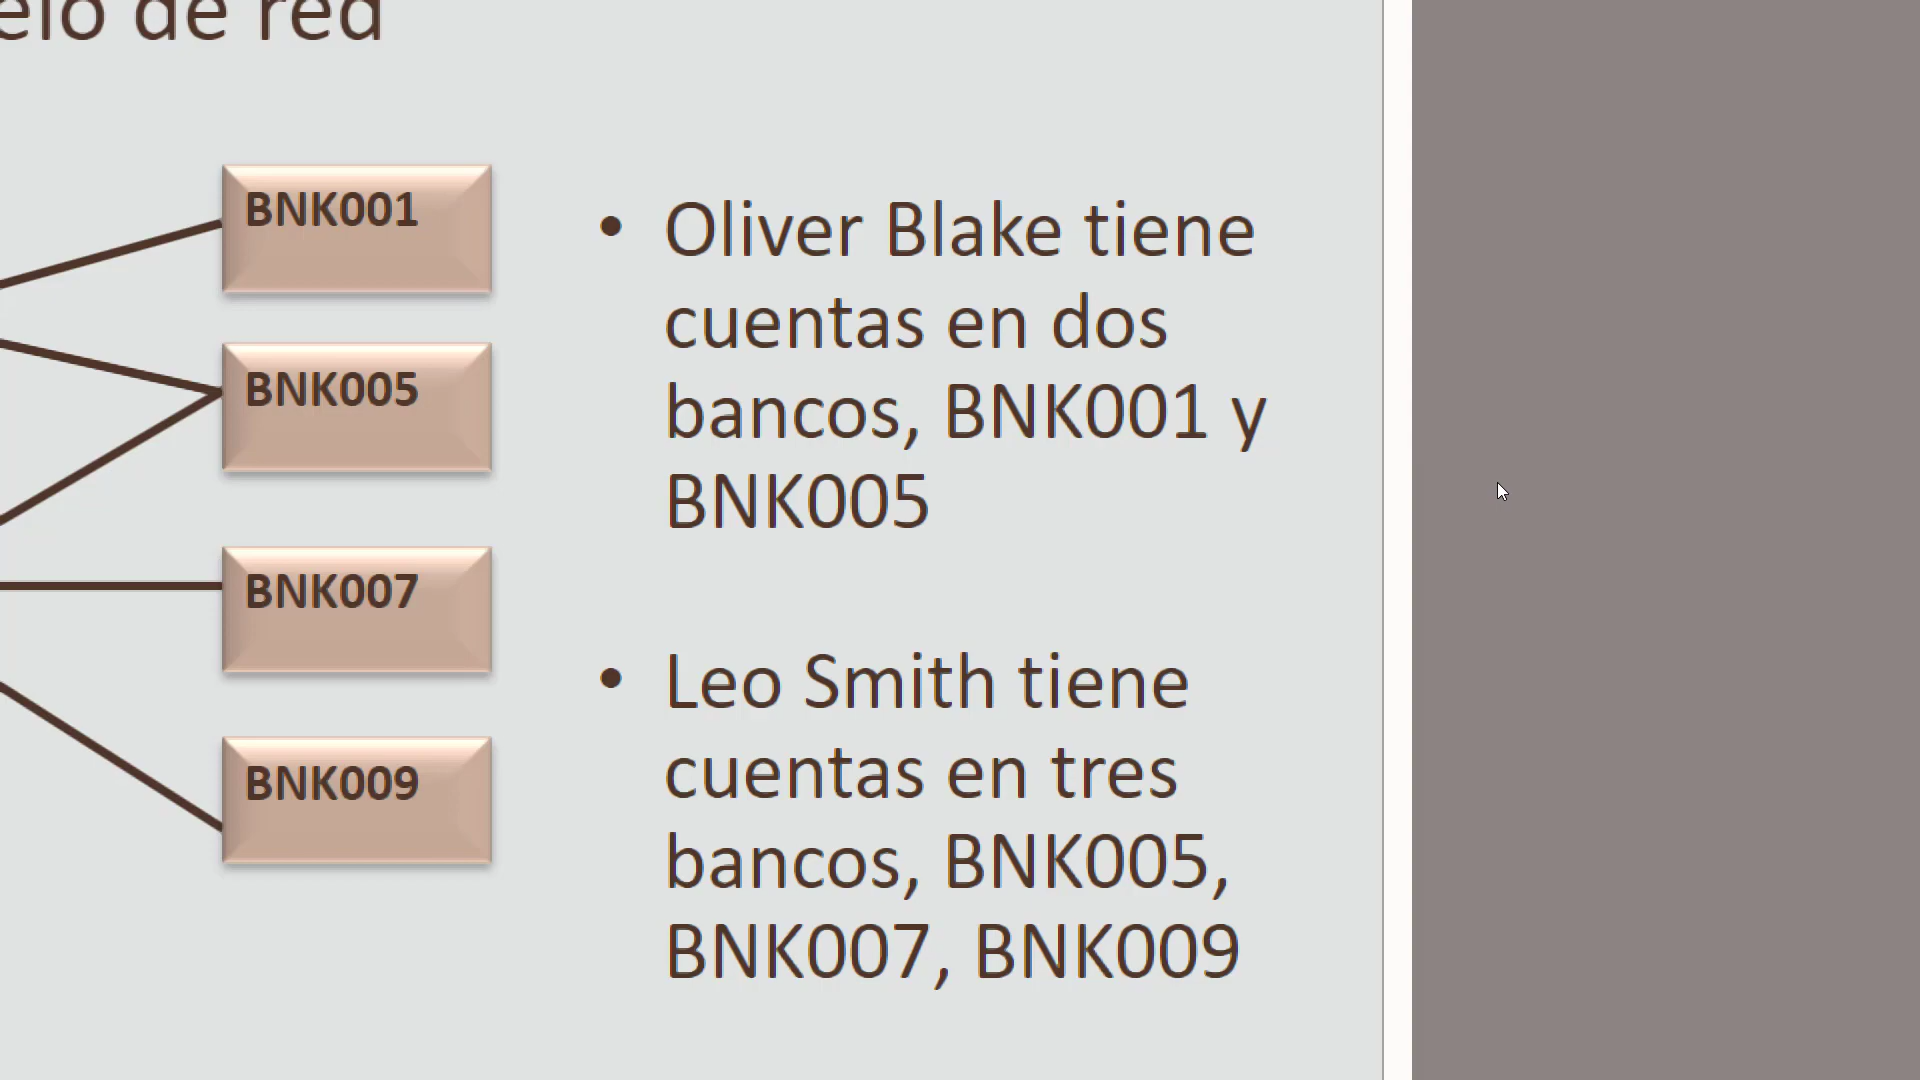 de red
BNK001
BNK005
BNK007
BNK009
• Oliver Blake tiene
cuentas en dos
bancos, BNK001 y
BNK005
• Leo Smith tiene
cuentas en tres
bancos, BNK005,
BNK007, BNK009